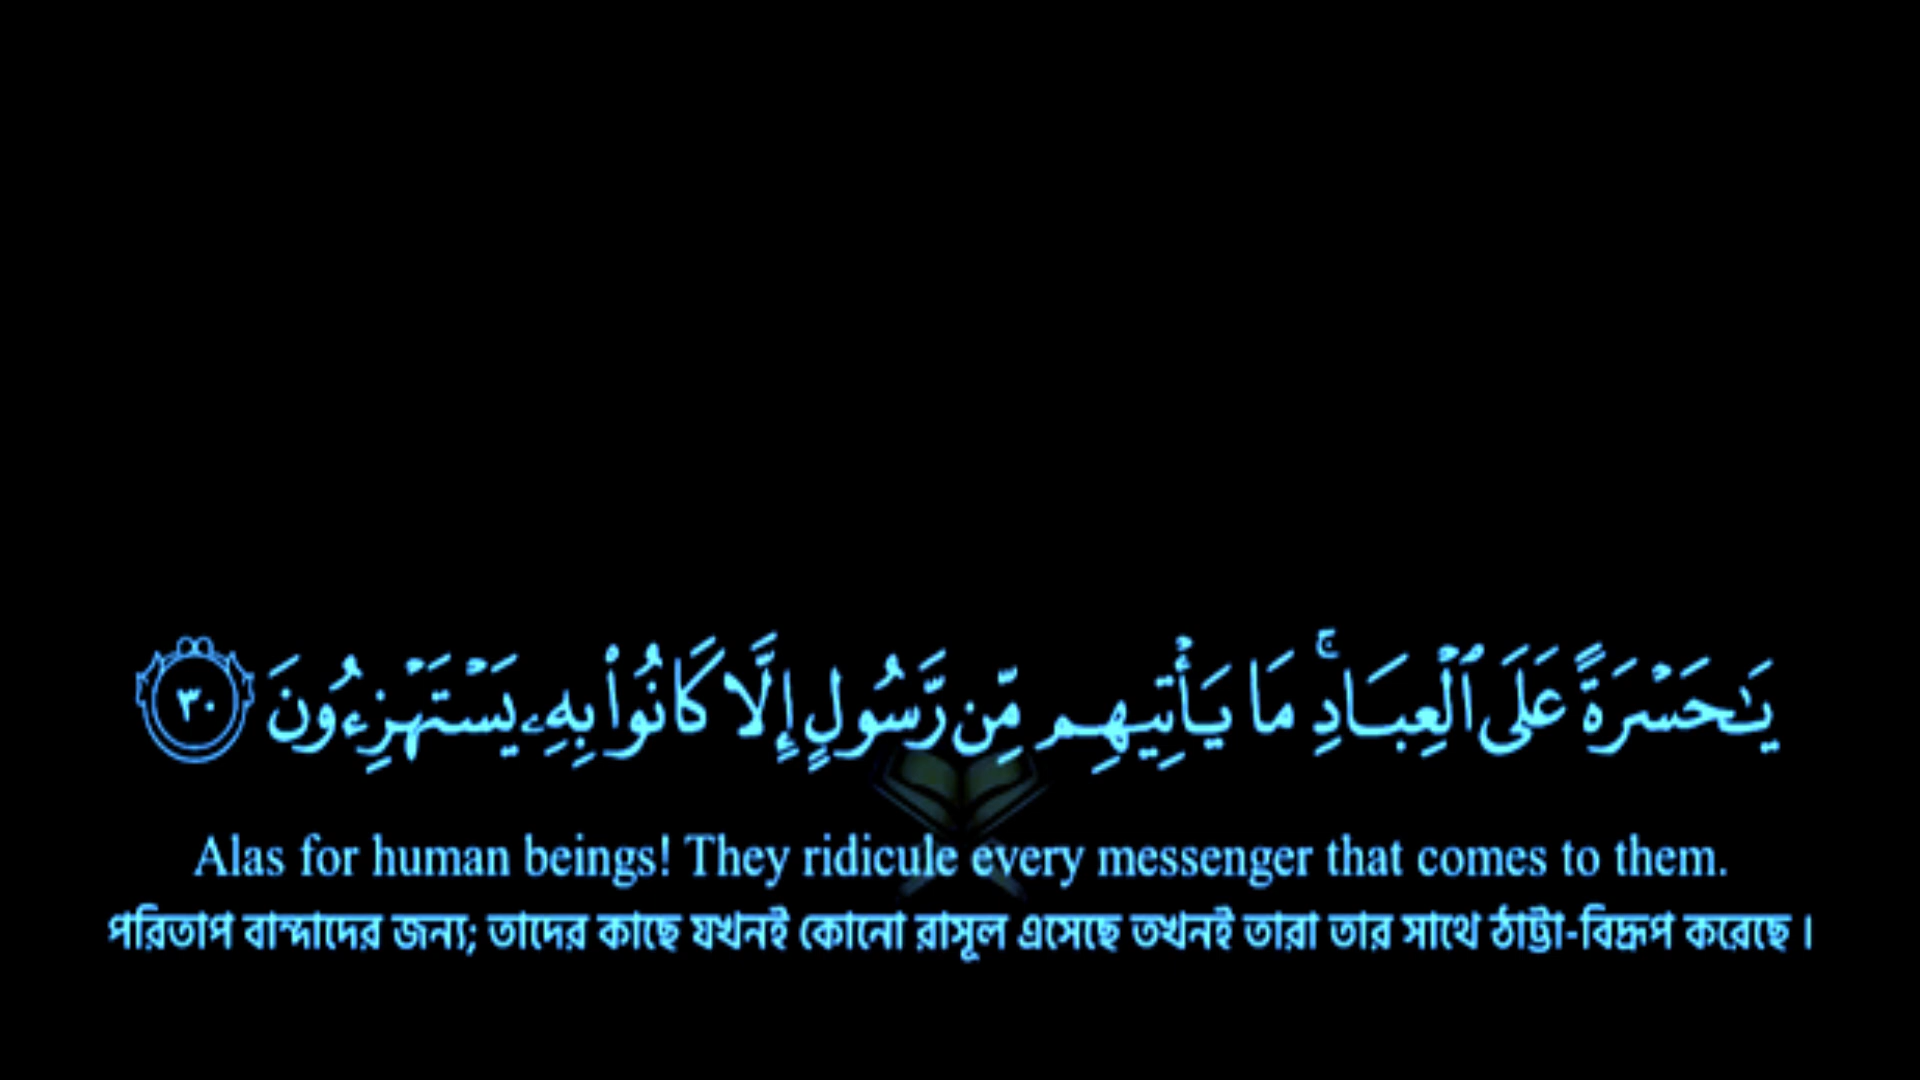 يَـٰحَسْرَةً عَلَى ٱلْعِبَادِ ۚ مَا يَأْتِيهِم مِّن رَّسُولٍ إِلَّا كَانُوا۟ بِهِۦ يَسْتَهْزِءُونَ ٣٠
Alas for human beings! They ridicule every messenger that comes to them.
পরিতাপ বান্দাদের জন্য; তাদের কাছে যখনই কোনো রাসূল এসেছে তখনই তারা তার সাথে ঠাট্টা-বিদ্রূপ করেছে।